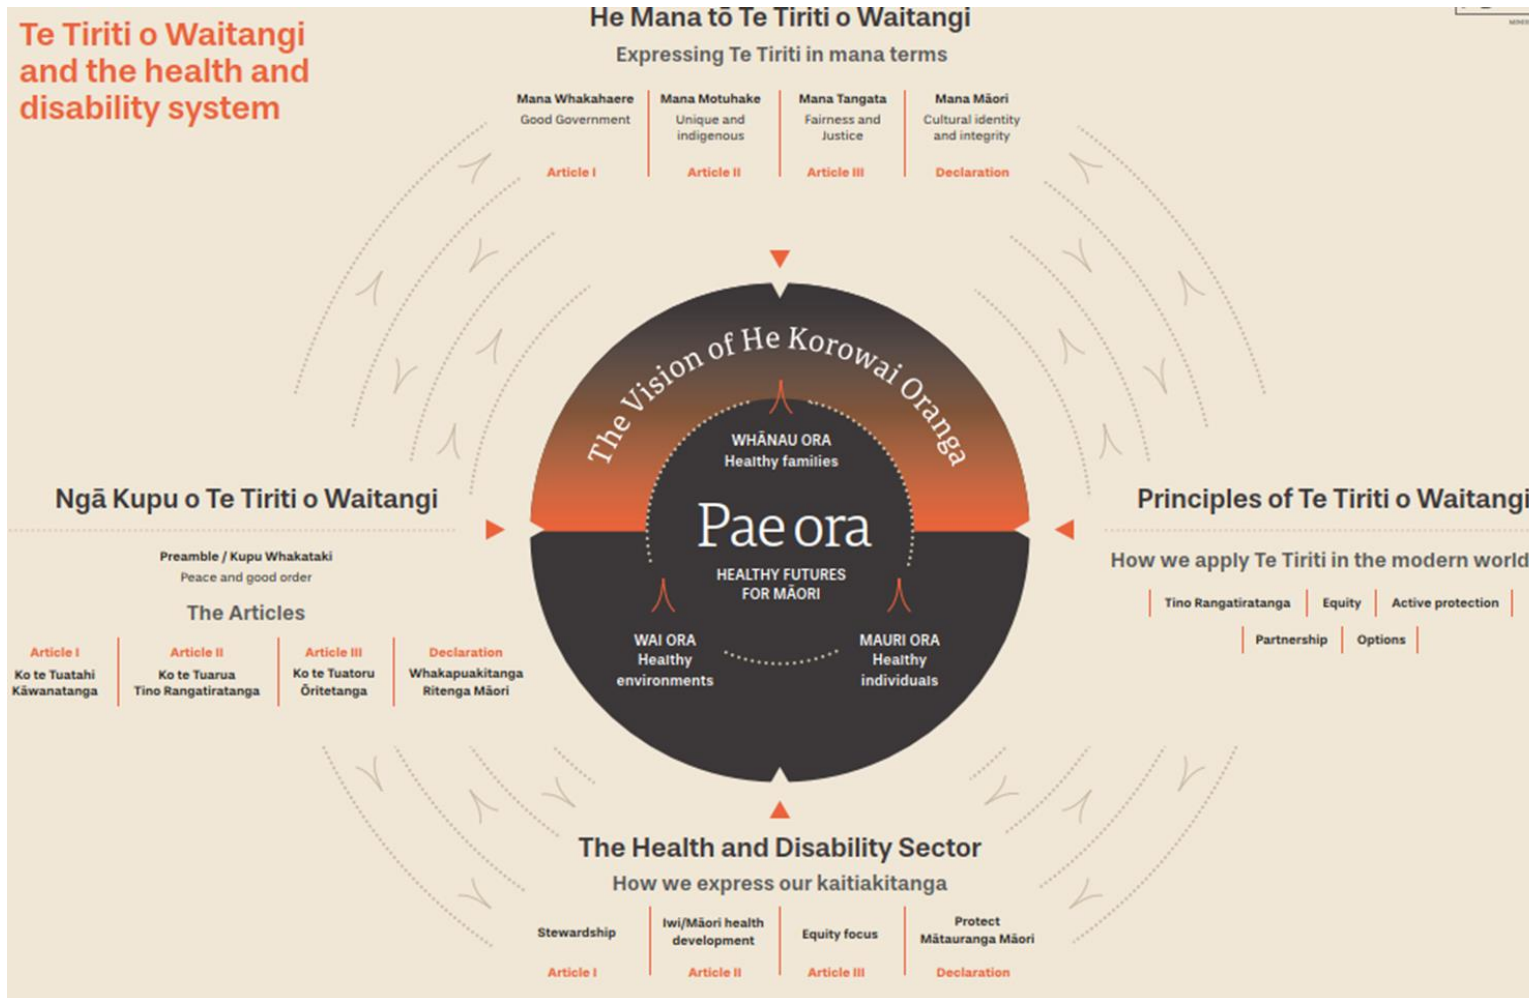 Te Tiriti o Waitangi
and the health and
disability system
He Mana tō Te Tiriti o Waitangi
Expressing Te Tiriti in mana terms
Mana Whakahaere
Good Government
Article I
Mana Motuhake
Unique and
indigenous
Article II
Mana Tangata
Fairness and
Justice
Article III
Mana Māori
Cultural identity
and integrity
Declaration
The Vision of He Korowai Oranga
WHĀNAU ORA
Healthy families
Pae ora
HEALTHY FUTURES
FOR MĀORI
WAI ORA
Healthy
environments
MAURI ORA
Healthy
individuals
Ngā Kupu o Te Tiriti o Waitangi
Preamble / Kupu Whakataki
Peace and good order
The Articles
Article I
Ko te Tuatahi
Kāwanatanga
Article II
Ko te Tuarua
Tino Rangatiratanga
Article III
Ko te Tuatoru
Ōritetanga
Declaration
Whakapuakitanga
Ritenga Māori
Principles of Te Tiriti o Waitangi
How we apply Te Tiriti in the modern world
Tino Rangatiratanga
Equity
Active protection
Partnership
Options
The Health and Disability Sector
How we express our kaitiakitanga
Stewardship
Article I
Iwi/Māori health
development
Article II
Equity focus
Article III
Protect
Mātauranga Māori
Declaration